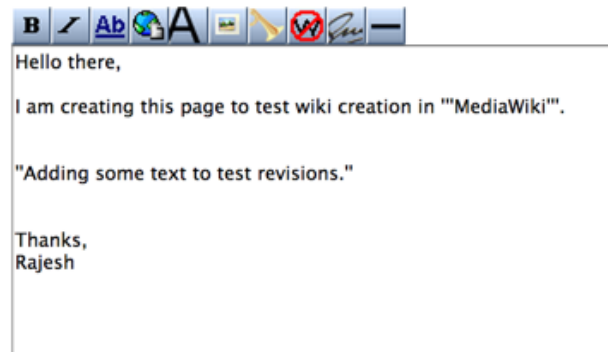 B I Ab A W
Hello there,
I am creating this page to test wiki creation in '''MediaWiki'''.
''Adding some text to test revisions.''
Thanks,
Rajesh